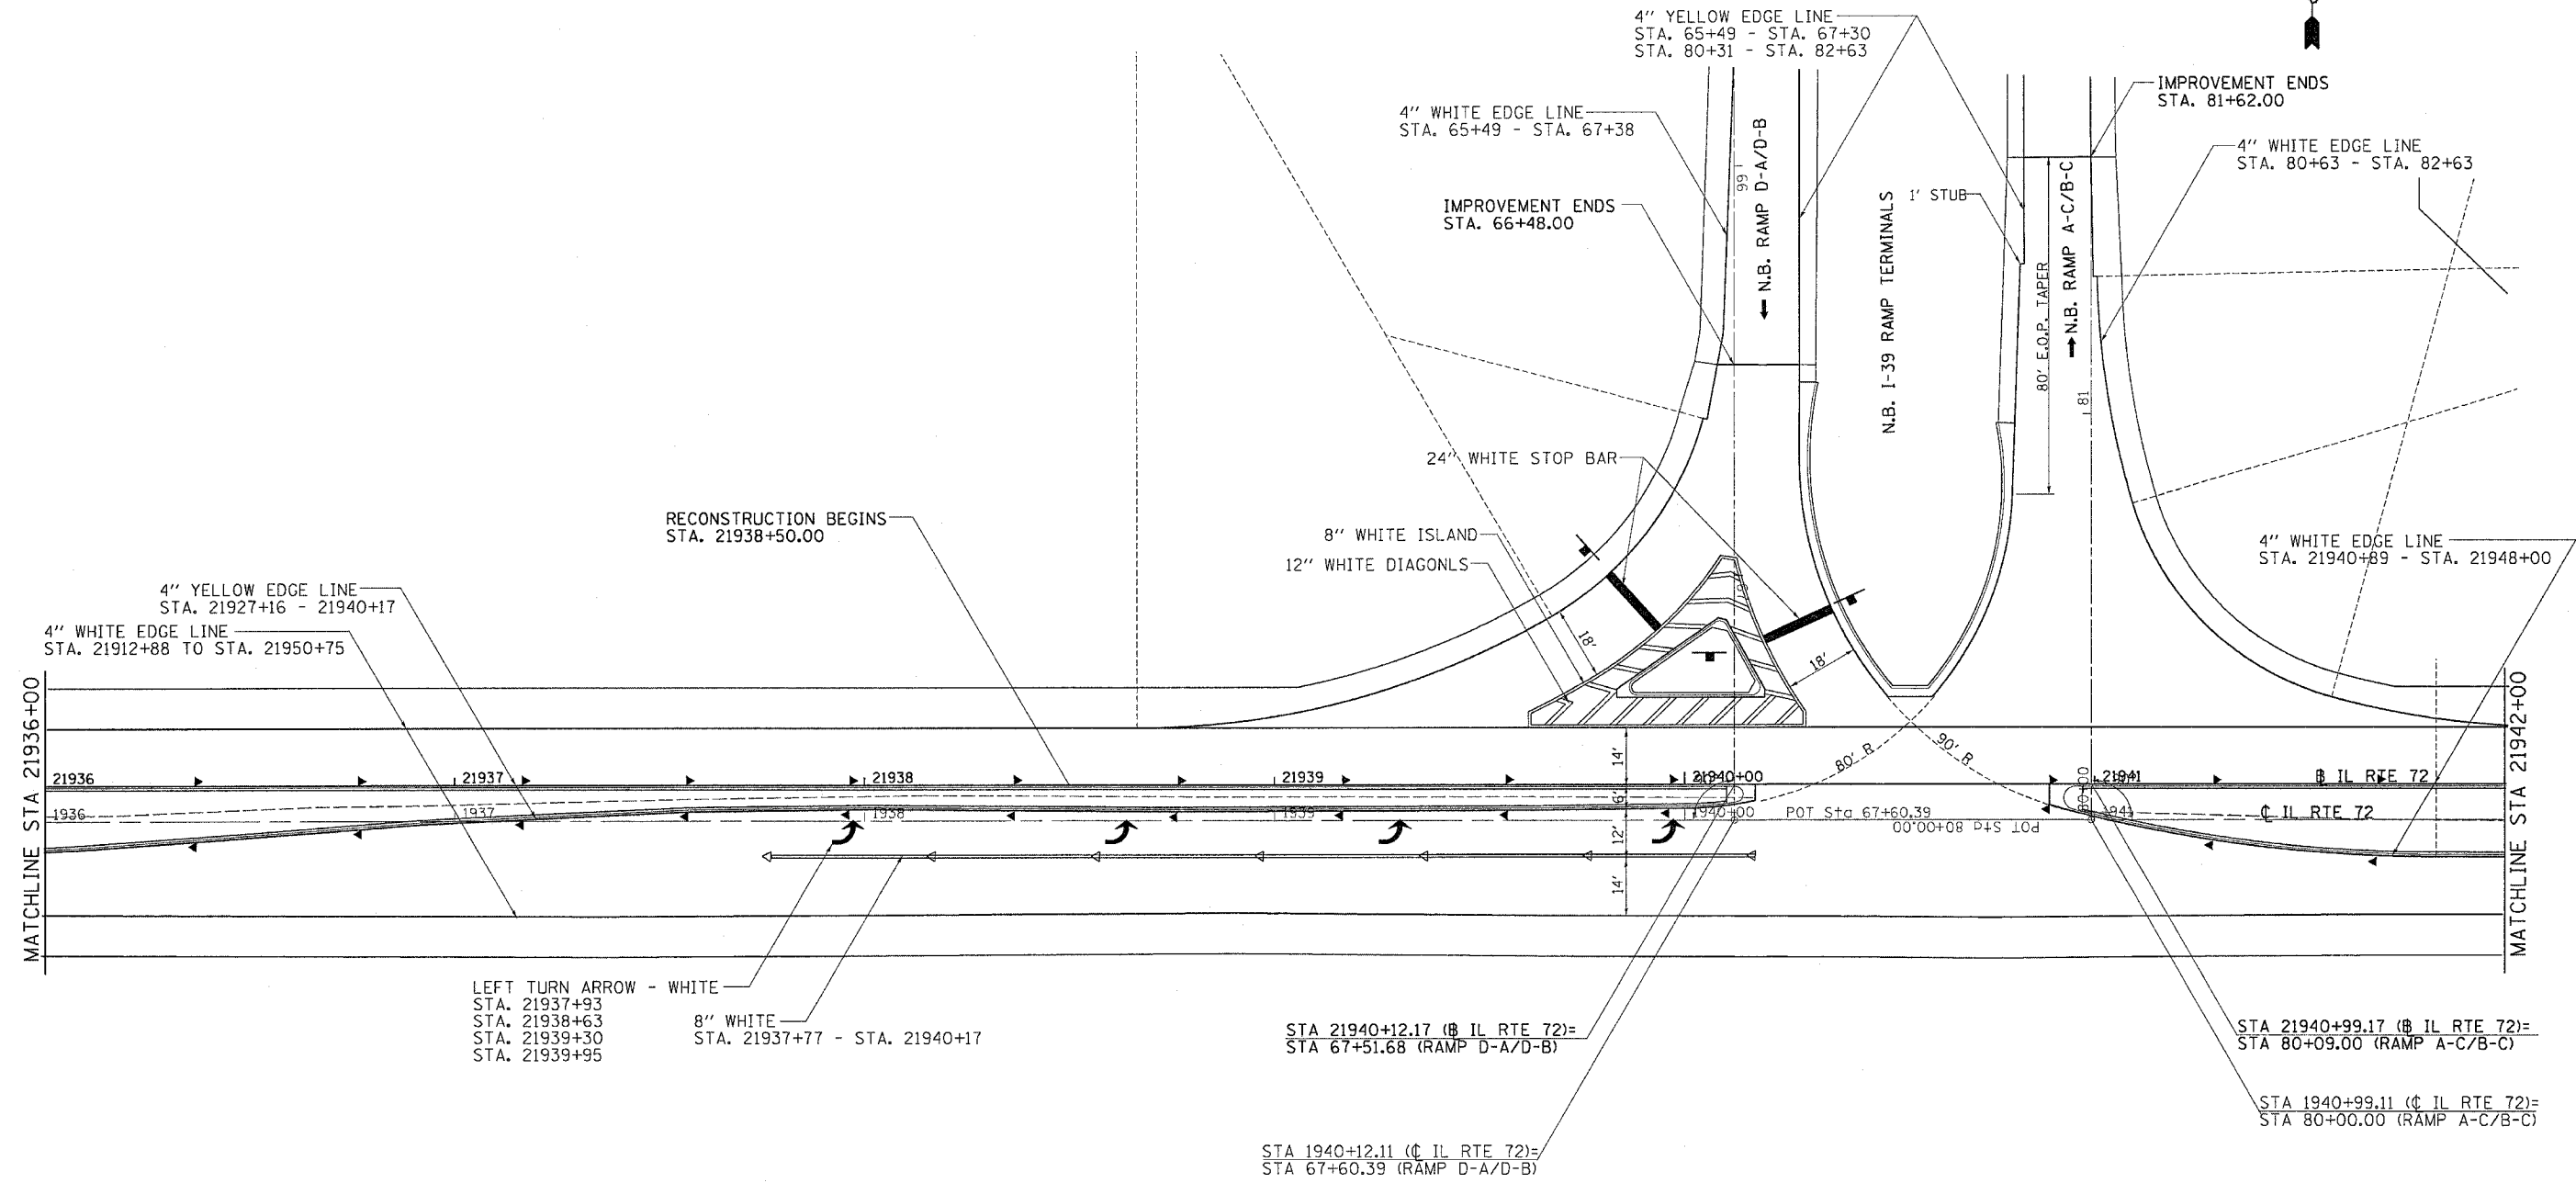 4" YELLOW EDGE LINE
STA. 65+49 - STA. 67+30
STA. 80+31 - STA. 82+63
IMPROVEMENT ENDS
STA. 81+62.00
4" WHITE EDGE LINE
STA. 65+49 - STA. 67+38
4" WHITE EDGE LINE
STA. 80+63 - STA. 82+63
IMPROVEMENT ENDS
STA. 66+48.00
99
N.B. RAMP D-A/D-B
N.B. I-39 RAMP TERMINALS
1' STUB
80' E.O.P. TAPER
N.B. RAMP A-C/B-C
81
24" WHITE STOP BAR
RECONSTRUCTION BEGINS
STA. 21938+50.00
8" WHITE ISLAND
12" WHITE DIAGONLS
4" WHITE EDGE LINE
STA. 21940+89 - STA. 21948+00
4" YELLOW EDGE LINE
STA. 21927+16 - 21940+17
4" WHITE EDGE LINE
STA. 21912+88 TO STA. 21950+75
18'
18'
MATCHLINE STA 21936+00
MATCHLINE STA 21942+00
14'
80' R
90' R
21936
21937
21938
21939
21940+00
21941
℄ IL RTE 72
6'
1936
1937
1938
1939
1940+00
POT Sta 67+60.39
POT Sta 80+00.00
80+00
B IL RTE 72
12'
14'
LEFT TURN ARROW - WHITE
STA. 21937+93
STA. 21938+63
STA. 21939+30
STA. 21939+95
8" WHITE
STA. 21937+77 - STA. 21940+17
STA 21940+12.17 (B IL RTE 72)=
STA 67+51.68 (RAMP D-A/D-B)
STA 21940+99.17 (B IL RTE 72)=
STA 80+09.00 (RAMP A-C/B-C)
STA 1940+99.11 (℄ IL RTE 72)=
STA 80+00.00 (RAMP A-C/B-C)
STA 1940+12.11 (℄ IL RTE 72)=
STA 67+60.39 (RAMP D-A/D-B)